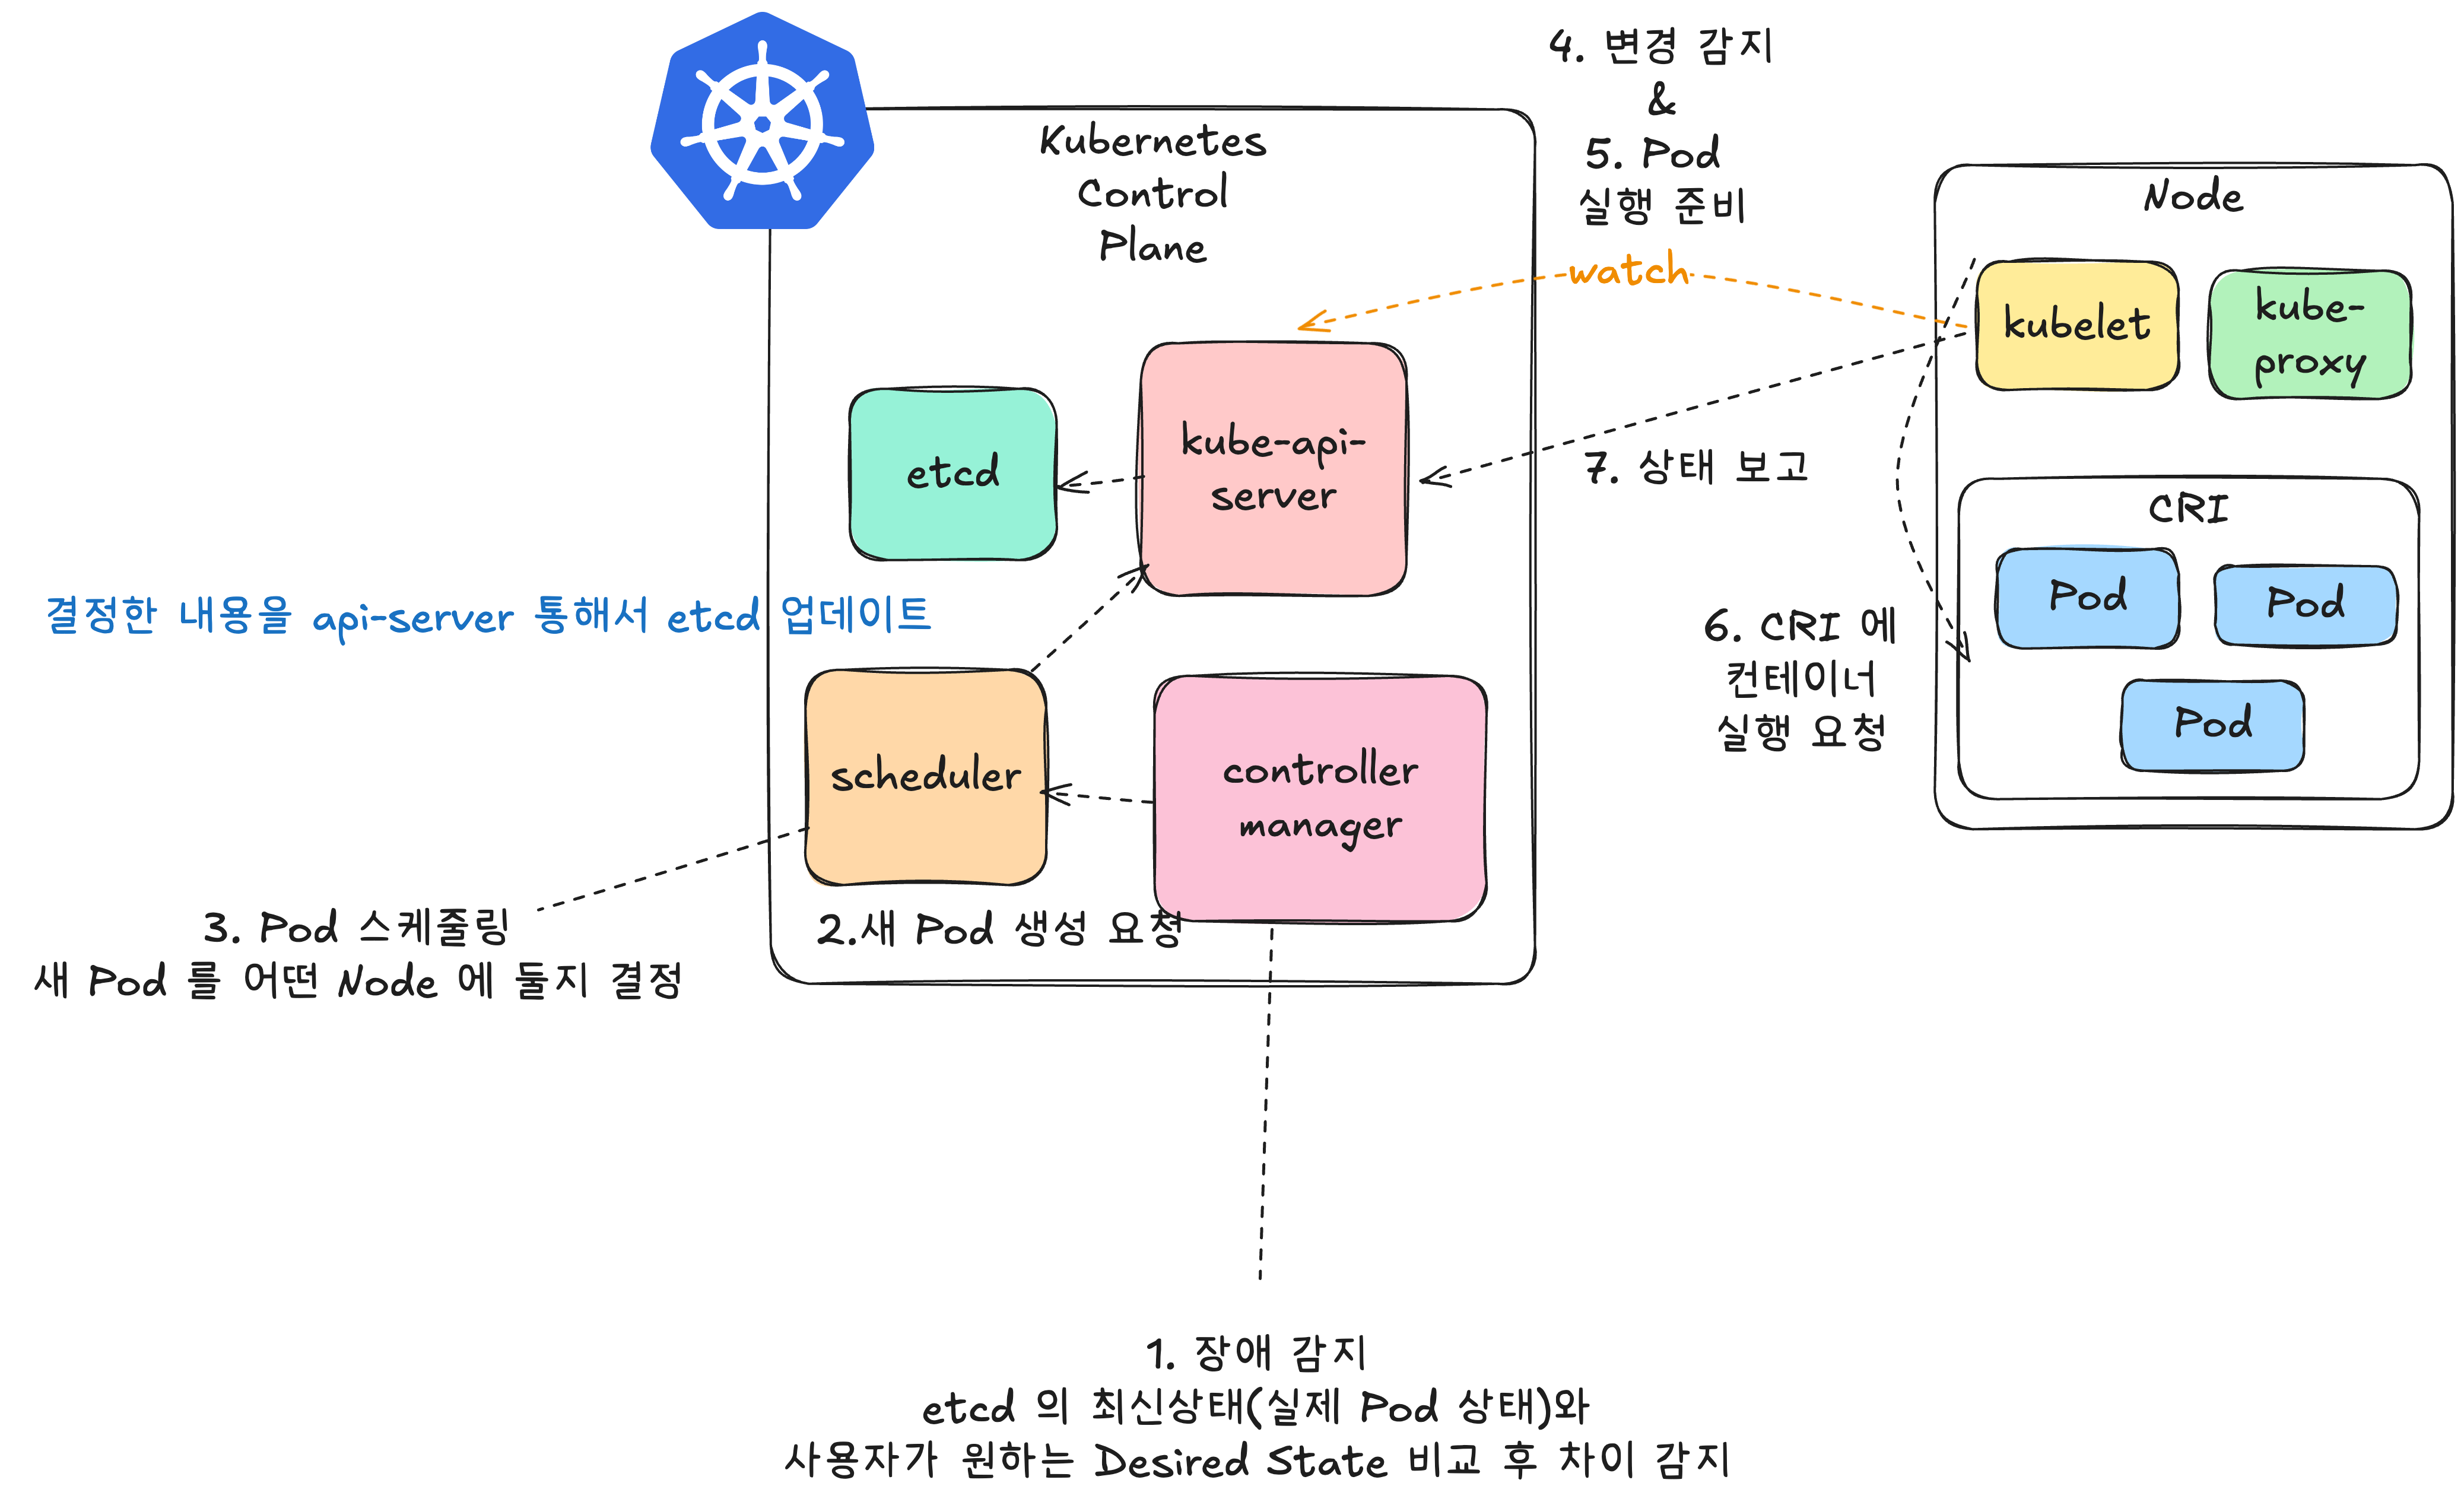 4. 변경 감지
&
5. Pod
실행 준비
watch
Kubernetes
Control
Plane
Node
kubelet
kube-
proxy
etcd
kube-api-
server
7. 상태 보고
CRI
Pod
Pod
Pod
6. CRI 에
컨테이너
실행 요청
결정한 내용을 api-server 통해서 etcd 업데이트
scheduler
controller
manager
2.새 Pod 생성 요청
3. Pod 스케줄링
새 Pod 를 어떤 Node 에 둘지 결정
1. 장애 감지
etcd 의 최신상태(실제 Pod 상태)와
사용자가 원하는 Desired State 비교 후 차이 감지